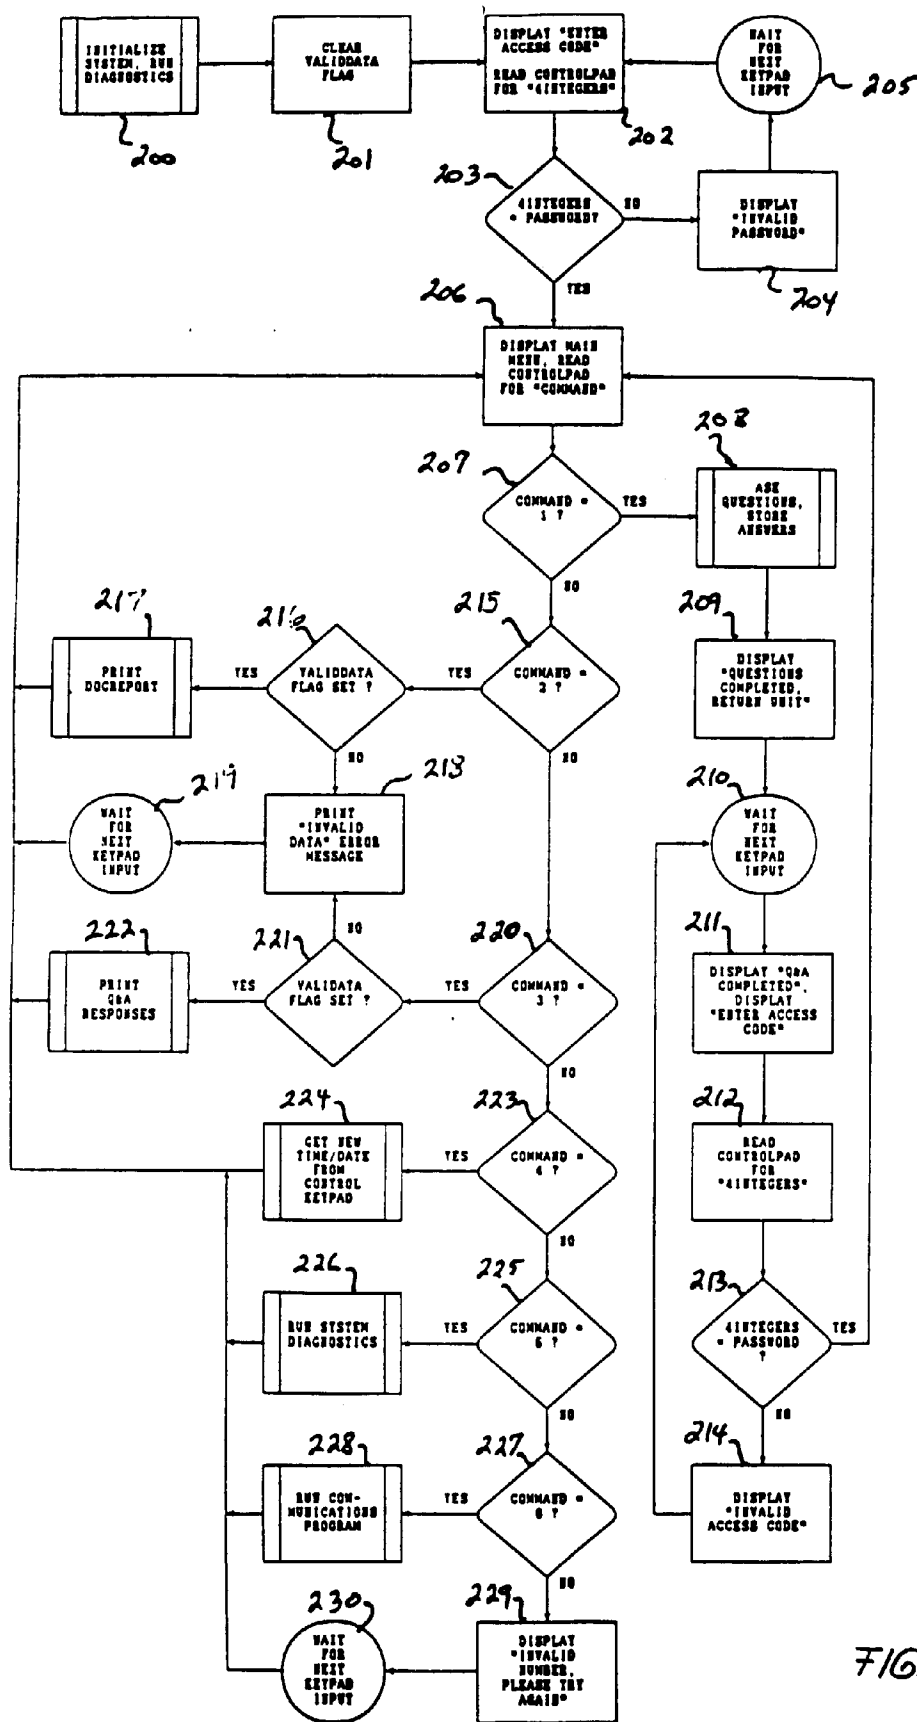 INITIALIZE
SYSTEM, RUN
DIAGNOSTICS
200
CLEAR
VALIDDATA
FLAG
201
DISPLAY "ENTER
ACCESS CODE"
READ CONTROLPAD
FOR "4INTEGERS"
202
WAIT
FOR
NEXT
KEYPAD
INPUT
205
203
4INTEGERS
= PASSWORD?
NO
YES
DISPLAY
"INVALID
PASSWORD"
204
206
DISPLAY MAIN
MENU, READ
CONTROLPAD
FOR "COMMAND"
207
COMMAND =
1 ?
YES
NO
208
ASK
QUESTIONS,
STORE
ANSWERS
209
DISPLAY
"QUESTIONS
COMPLETED,
RETURN UNIT"
210
WAIT
FOR
NEXT
KEYPAD
INPUT
211
DISPLAY "Q&A
COMPLETED",
DISPLAY
"ENTER ACCESS
CODE"
212
READ
CONTROLPAD
FOR
"4INTEGERS"
213
4INTEGERS
= PASSWORD
?
YES
NO
214
DISPLAY
"INVALID
ACCESS CODE"
215
COMMAND =
2 ?
YES
NO
216
VALIDDATA
FLAG SET ?
YES
NO
217
PRINT
DOCREPORT
218
PRINT
"INVALID
DATA" ERROR
MESSAGE
219
WAIT
FOR
NEXT
KEYPAD
INPUT
220
COMMAND =
3 ?
YES
NO
221
VALIDATA
FLAG SET ?
YES
NO
222
PRINT
Q&A
RESPONSES
223
COMMAND =
4 ?
YES
NO
224
GET NEW
TIME/DATE
FROM
CONTROL
KEYPAD
225
COMMAND =
5 ?
YES
NO
226
RUN SYSTEM
DIAGNOSTICS
227
COMMAND =
6 ?
YES
NO
228
RUN COM-
MUNICATIONS
PROGRAM
229
DISPLAY
"INVALID
NUMBER,
PLEASE TRY
AGAIN"
230
WAIT
FOR
NEXT
KEYPAD
INPUT
FIG.